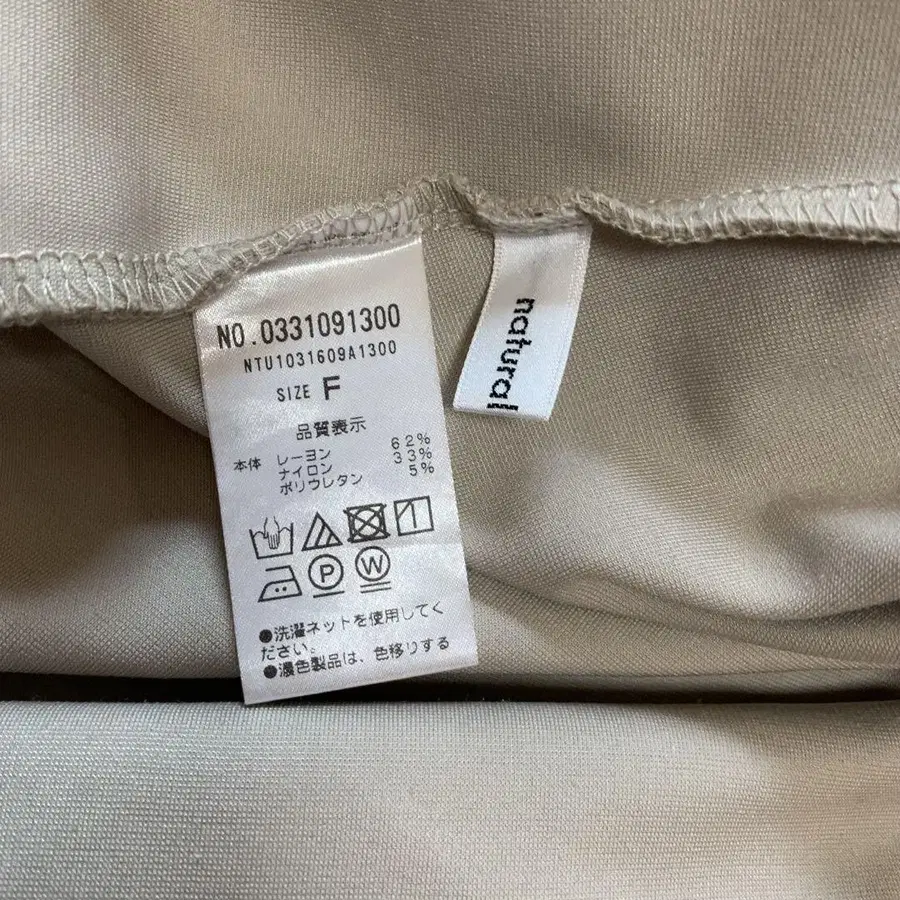 NO.0331091300
NTU1031609A1300
SIZE F
品質表示
本体 レーヨン 62%
ナイロン 33%
ポリウレタン 5%
P W
●洗濯ネットを使用してく
ださい。
●濃色製品は、色移りする
natural